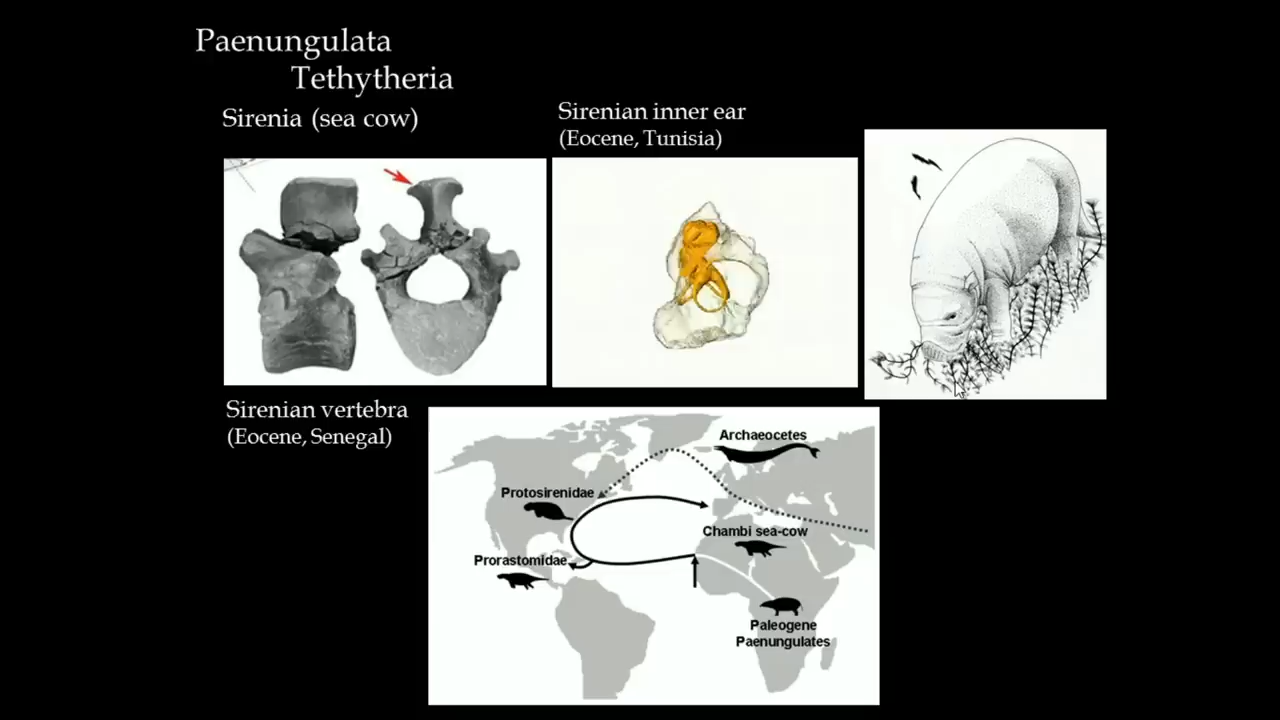 Paenungulata
Tethytheria
Sirenia (sea cow)
Sirenian inner ear
(Eocene, Tunisia)
Sirenian vertebra
(Eocene, Senegal)
Archaeocetes
Protosirenidae
Chambi sea-cow
Prorastomidae
Paleogene
Paenungulates